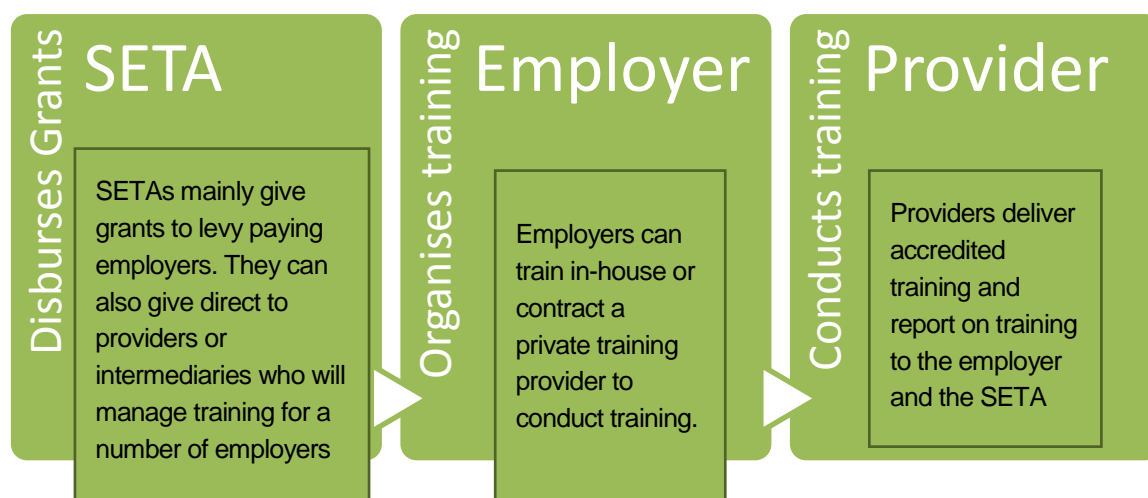 Disburses Grants
SETA
SETAs mainly give
grants to levy paying
employers. They can
also give direct to
providers or
intermediaries who will
manage training for a
number of employers
Organises training
Employer
Employers can
train in-house or
contract a
private training
provider to
conduct training.
Conducts training
Provider
Providers deliver
accredited
training and
report on training
to the employer
and the SETA